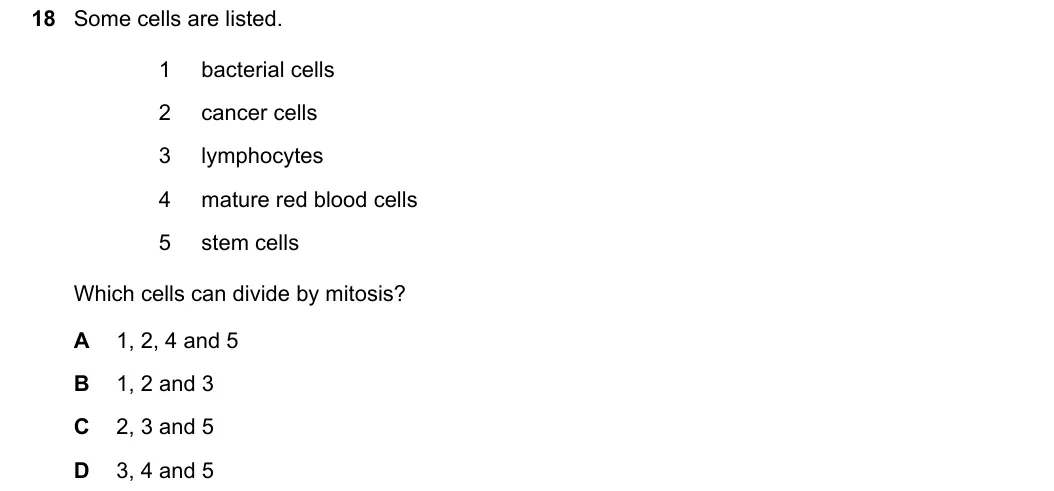 18 Some cells are listed.
1 bacterial cells
2 cancer cells
3 lymphocytes
4 mature red blood cells
5 stem cells
Which cells can divide by mitosis?
A 1, 2, 4 and 5
B 1, 2 and 3
C 2, 3 and 5
D 3, 4 and 5